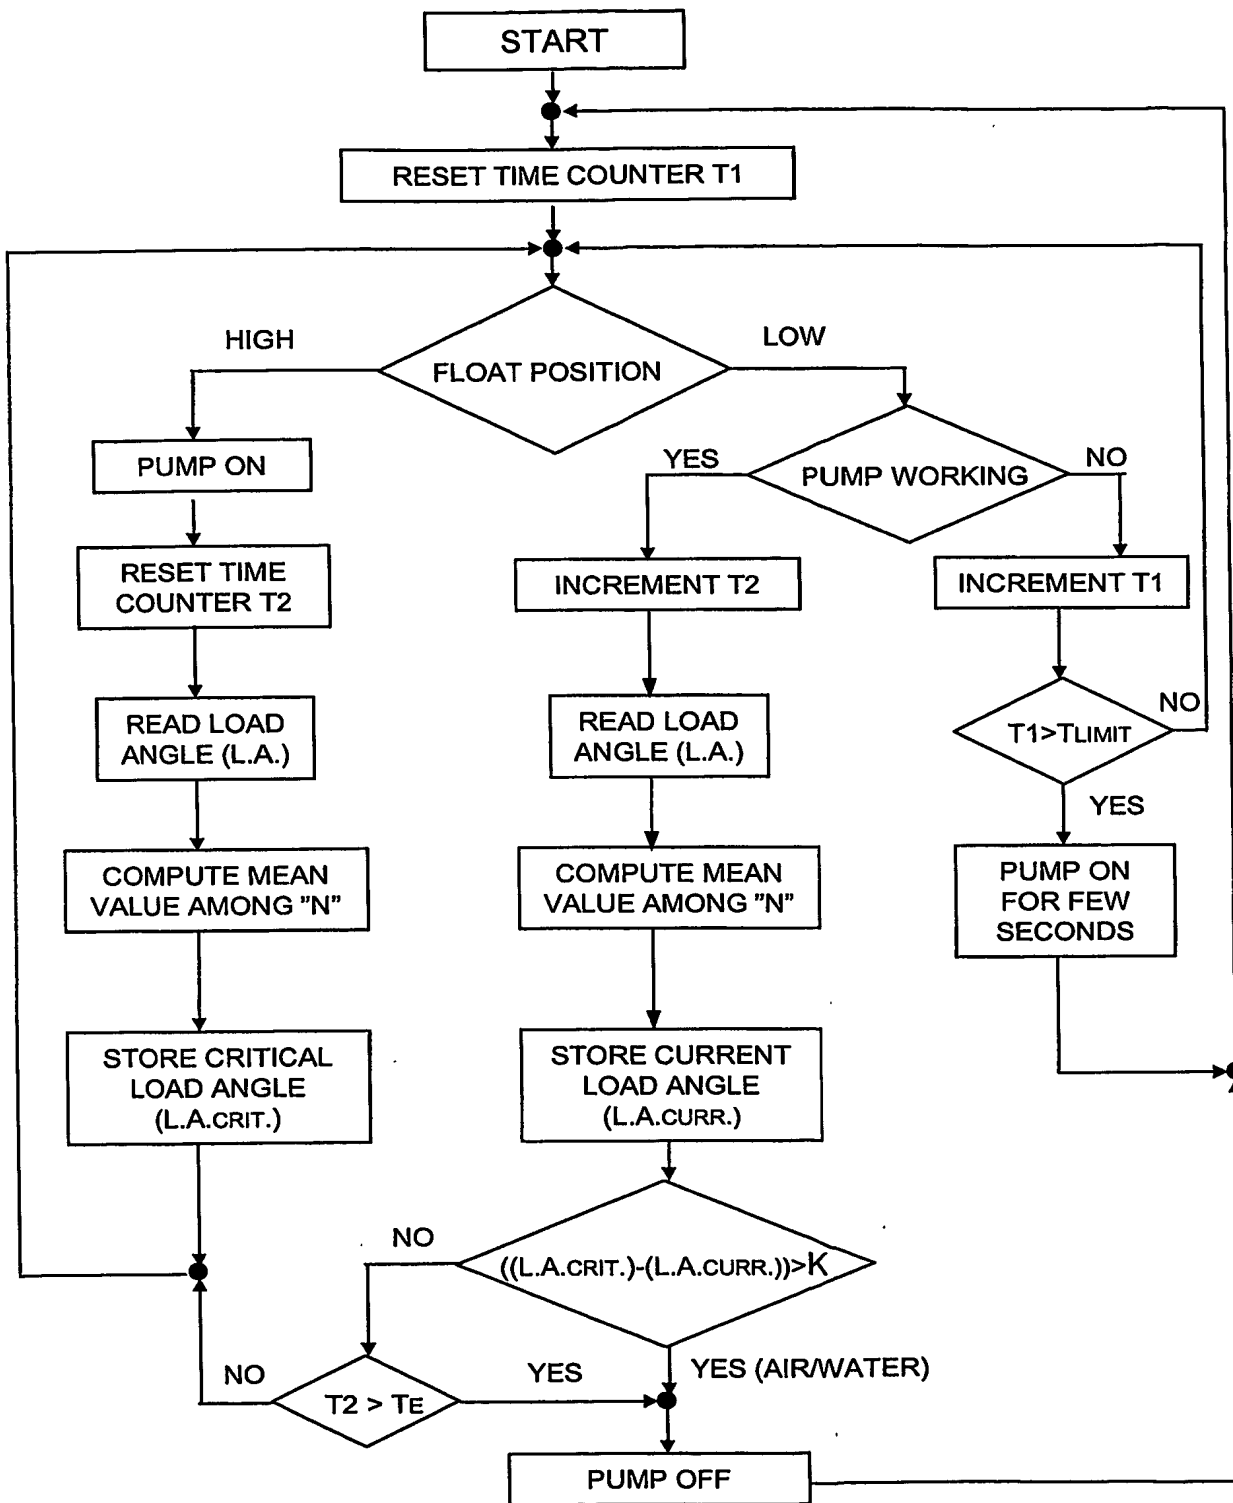 START
RESET TIME COUNTER T1
HIGH
LOW
FLOAT POSITION
PUMP ON
YES
PUMP WORKING
NO
RESET TIME
COUNTER T2
INCREMENT T2
INCREMENT T1
READ LOAD
ANGLE (L.A.)
READ LOAD
ANGLE (L.A.)
T1>TLIMIT
NO
YES
COMPUTE MEAN
VALUE AMONG "N"
COMPUTE MEAN
VALUE AMONG "N"
PUMP ON
FOR FEW
SECONDS
STORE CRITICAL
LOAD ANGLE
(L.A.CRIT.)
STORE CURRENT
LOAD ANGLE
(L.A.CURR.)
NO
((L.A.CRIT.)-(L.A.CURR.))>K
NO
T2 > TE
YES
YES (AIR/WATER)
PUMP OFF